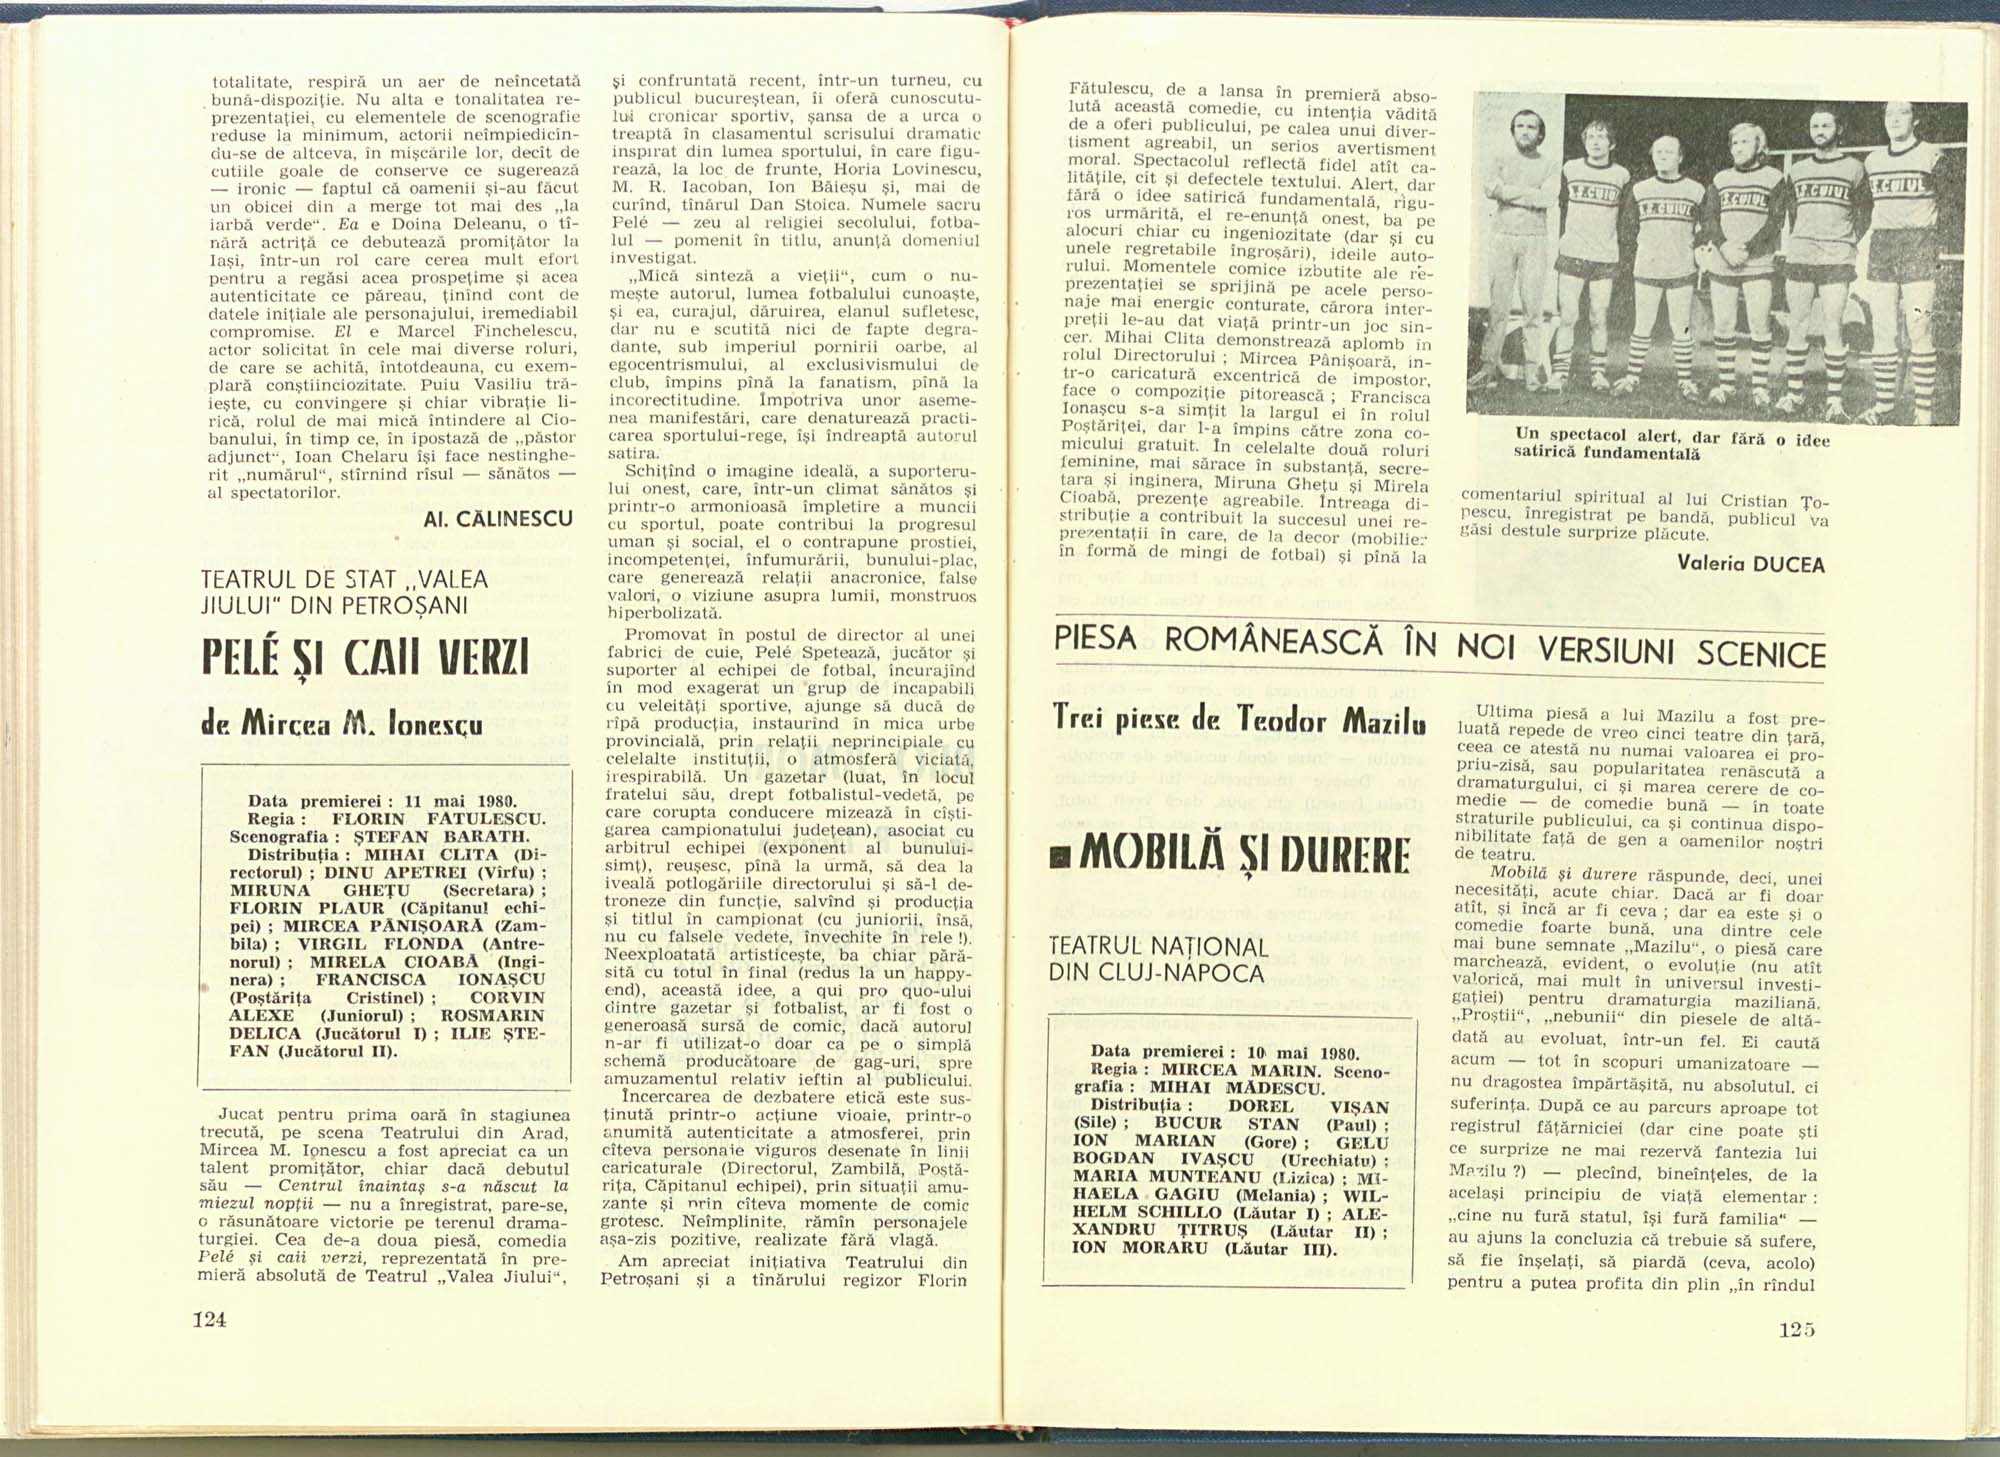 totalitate, respiră un aer de neîncetată
bună-dispoziție. Nu alta e tonalitatea re-
prezentației, cu elementele de scenografie
reduse la minimum, actorii neîmpiedicîn-
du-se de altceva, în mișcările lor, decît de
cutiile goale de conserve ce sugerează
— ironic — faptul că oamenii și-au făcut
un obicei din a merge tot mai des „la
iarbă verde“. Ea e Doina Deleanu, o tî-
nără actriță ce debutează promițător la
Iași, într-un rol care cerea mult efort
pentru a regăsi acea prospețime și acea
autenticitate ce păreau, ținînd cont de
datele inițiale ale personajului, iremediabil
compromise. El e Marcel Finchelescu,
actor solicitat în cele mai diverse roluri,
de care se achită, întotdeauna, cu exem-
plară conștiinciozitate. Puiu Vasiliu tră-
iește, cu convingere și chiar vibrație li-
rică, rolul de mai mică întindere al Cio-
banului, în timp ce, în ipostază de „păstor
adjunct“, Ioan Chelaru își face nestinghe-
rit „numărul“, stîrnind rîsul — sănătos —
al spectatorilor.
Al. CĂLINESCU
TEATRUL DE STAT „VALEA
JIULUI“ DIN PETROȘANI
PELÉ ȘI CAII VERZI
de Mircea M. Ionescu
Data premierei : 11 mai 1980.
Regia : FLORIN FATULESCU.
Scenografia : ȘTEFAN BARATH.
Distribuția : MIHAI CLITA (Di-
rectorul) ; DINU APETREI (Vîrfu) ;
MIRUNA GHEȚU (Secretara) ;
FLORIN PLAUR (Căpitanul echi-
pei) ; MIRCEA PÂNIȘOARĂ (Zam-
bila) ; VIRGIL FLONDA (Antre-
norul) ; MIRELA CIOABĂ (Ingi-
nera) ; FRANCISCA IONAȘCU
(Poștărița Cristinel) ; CORVIN
ALEXE (Juniorul) ; ROSMARIN
DELICA (Jucătorul I) ; ILIE ȘTE-
FAN (Jucătorul II).
Jucat pentru prima oară în stagiunea
trecută, pe scena Teatrului din Arad,
Mircea M. Ionescu a fost apreciat ca un
talent promițător, chiar dacă debutul
său — Centrul înaintaș s-a născut la
miezul nopții — nu a înregistrat, pare-se,
o răsunătoare victorie pe terenul drama-
turgiei. Cea de-a doua piesă, comedia
Pelé și caii verzi, reprezentată în pre-
mieră absolută de Teatrul „Valea Jiului“,
124
și confruntată recent, într-un turneu, cu
publicul bucureștean, îi oferă cunoscutu-
lui cronicar sportiv, șansa de a urca o
treaptă în clasamentul scrisului dramatic
inspirat din lumea sportului, în care figu-
rează, la loc de frunte, Horia Lovinescu,
M. R. Iacoban, Ion Băieșu și, mai de
curînd, tînărul Dan Stoica. Numele sacru
Pelé — zeu al religiei secolului, fotba-
lul — pomenit în titlu, anunță domeniul
investigat.
„Mică sinteză a vieții“, cum o nu-
mește autorul, lumea fotbalului cunoaște,
și ea, curajul, dăruirea, elanul sufletesc,
dar nu e scutită nici de fapte degra-
dante, sub imperiul pornirii oarbe, al
egocentrismului, al exclusivismului de
club, împins pînă la fanatism, pînă la
incorectitudine. Împotriva unor aseme-
nea manifestări, care denaturează practi-
carea sportului-rege, își îndreaptă autorul
satira.
Schițînd o imagine ideală, a suporteru-
lui onest, care, într-un climat sănătos și
printr-o armonioasă împletire a muncii
cu sportul, poate contribui la progresul
uman și social, el o contrapune prostiei,
incompetenței, înfumurării, bunului-plac,
care generează relații anacronice, false
valori, o viziune asupra lumii, monstruos
hiperbolizată.
Promovat în postul de director al unei
fabrici de cuie, Pelé Spetează, jucător și
suporter al echipei de fotbal, încurajînd
în mod exagerat un grup de incapabili
cu veleități sportive, ajunge să ducă de
rîpă producția, instaurînd în mica urbe
provincială, prin relații neprincipiale cu
celelalte instituții, o atmosferă viciată,
irespirabilă. Un gazetar (luat, în locul
fratelui său, drept fotbalistul-vedetă, pe
care corupta conducere mizează în cîști-
garea campionatului județean), asociat cu
arbitrul echipei (exponent al bunului-
simț), reușesc, pînă la urmă, să dea la
iveală potlogăriile directorului și să-l de-
troneze din funcție, salvînd și producția
și titlul în campionat (cu juniorii, însă,
nu cu falsele vedete, învechite în rele !).
Neexploatată artisticește, ba chiar pără-
sită cu totul în final (redus la un happy-
end), această idee, a qui pro quo-ului
dintre gazetar și fotbalist, ar fi fost o
generoasă sursă de comic, dacă autorul
n-ar fi utilizat-o doar ca pe o simplă
schemă producătoare de gag-uri, spre
amuzamentul relativ ieftin al publicului.
Încercarea de dezbatere etică este sus-
ținută printr-o acțiune vioaie, printr-o
anumită autenticitate a atmosferei, prin
cîteva personaje viguros desenate în linii
caricaturale (Directorul, Zambilă, Poștă-
rița, Căpitanul echipei), prin situații amu-
zante și prin cîteva momente de comic
grotesc. Neîmplinite, rămîn personajele
așa-zis pozitive, realizate fără vlagă.
Am apreciat inițiativa Teatrului din
Petroșani și a tînărului regizor Florin
Fătulescu, de a lansa în premieră abso-
lută această comedie, cu intenția vădită
de a oferi publicului, pe calea unui diver-
tisment agreabil, un serios avertisment
moral. Spectacolul reflectă fidel atît ca-
litățile, cît și defectele textului. Alert, dar
fără o idee satirică fundamentală, rigu-
ros urmărită, el re-enunță onest, ba pe
alocuri chiar cu ingeniozitate (dar și cu
unele regretabile îngroșări), ideile auto-
rului. Momentele comice izbutite ale re-
prezentației se sprijină pe acele perso-
naje mai energic conturate, cărora inter-
preții le-au dat viață printr-un joc sin-
cer. Mihai Clita demonstrează aplomb în
rolul Directorului ; Mircea Pânișoară, în-
tr-o caricatură excentrică de impostor,
face o compoziție pitorească ; Francisca
Ionașcu s-a simțit la largul ei în rolul
Poștăriței, dar l-a împins către zona co-
micului gratuit. În celelalte două roluri
feminine, mai sărace în substanță, secre-
tara și inginera, Miruna Ghețu și Mirela
Cioabă, prezențe agreabile. Întreaga di-
stribuție a contribuit la succesul unei re-
prezentații în care, de la decor (mobilier
în formă de mingi de fotbal) și pînă la
S.F.CUIUL
S.F.CUIUL
S.F.CUIUL
S.F.CUIUL
Un spectacol alert, dar fără o idee
satirică fundamentală
comentariul spiritual al lui Cristian Țo-
pescu, înregistrat pe bandă, publicul va
găsi destule surprize plăcute.
Valeria DUCEA
PIESA ROMÂNEASCĂ ÎN NOI VERSIUNI SCENICE
Trei piese de Teodor Mazilu
■ MOBILĂ ȘI DURERE
TEATRUL NAȚIONAL
DIN CLUJ-NAPOCA
Data premierei : 10 mai 1980.
Regia : MIRCEA MARIN. Sceno-
grafia : MIHAI MĂDESCU.
Distribuția : DOREL VIȘAN
(Sile) ; BUCUR STAN (Paul) ;
ION MARIAN (Gore) ; GELU
BOGDAN IVAȘCU (Urechiatu) ;
MARIA MUNTEANU (Lizica) ; MI-
HAELA GAGIU (Melania) ; WIL-
HELM SCHILLO (Lăutar I) ; ALE-
XANDRU ȚITRUȘ (Lăutar II) ;
ION MORARU (Lăutar III).
Ultima piesă a lui Mazilu a fost pre-
luată repede de vreo cinci teatre din țară,
ceea ce atestă nu numai valoarea ei pro-
priu-zisă, sau popularitatea renăscută a
dramaturgului, ci și marea cerere de co-
medie — de comedie bună — în toate
straturile publicului, ca și continua dispo-
nibilitate față de gen a oamenilor noștri
de teatru.
Mobilă și durere răspunde, deci, unei
necesități, acute chiar. Dacă ar fi doar
atît, și încă ar fi ceva ; dar ea este și o
comedie foarte bună, una dintre cele
mai bune semnate „Mazilu“, o piesă care
marchează, evident, o evoluție (nu atît
valorică, mai mult în universul investi-
gației) pentru dramaturgia maziliană.
„Proștii“, „nebunii“ din piesele de altă-
dată au evoluat, într-un fel. Ei caută
acum — tot în scopuri umanizatoare —
nu dragostea împărtășită, nu absolutul. ci
suferința. După ce au parcurs aproape tot
registrul fățărniciei (dar cine poate ști
ce surprize ne mai rezervă fantezia lui
Mazilu ?) — plecînd, bineînțeles, de la
același principiu de viață elementar :
„cine nu fură statul, își fură familia“ —
au ajuns la concluzia că trebuie să sufere,
să fie înșelați, să piardă (ceva, acolo)
pentru a putea profita din plin „în rîndul
125